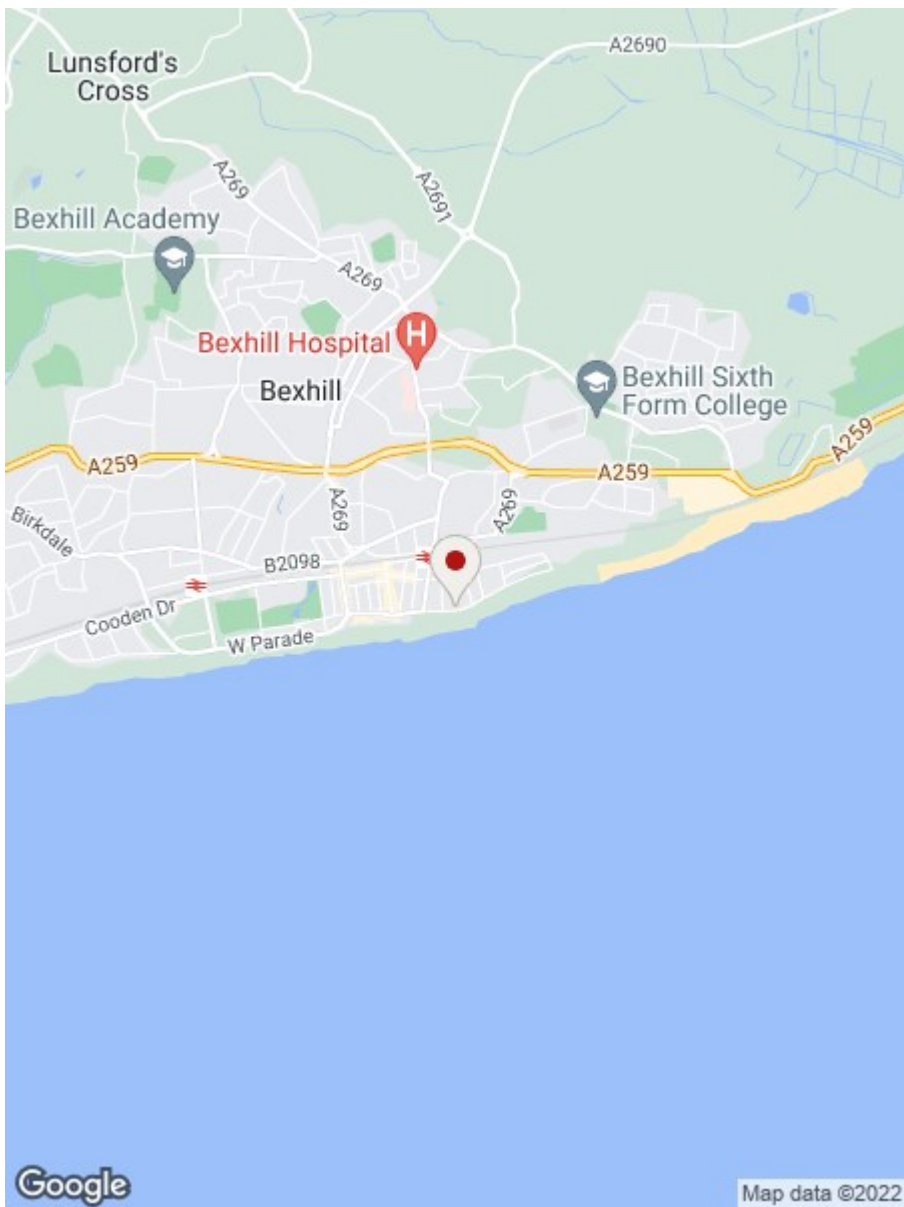 A2690
Lunsford's
Cross
A269
A2691
Bexhill Academy
A269
Bexhill Hospital
H
Bexhill
Bexhill Sixth
Form College
A259
A259
A259
A269
A269
Birkdale
B2098
Cooden Dr
W Parade
Google
Map data ©2022